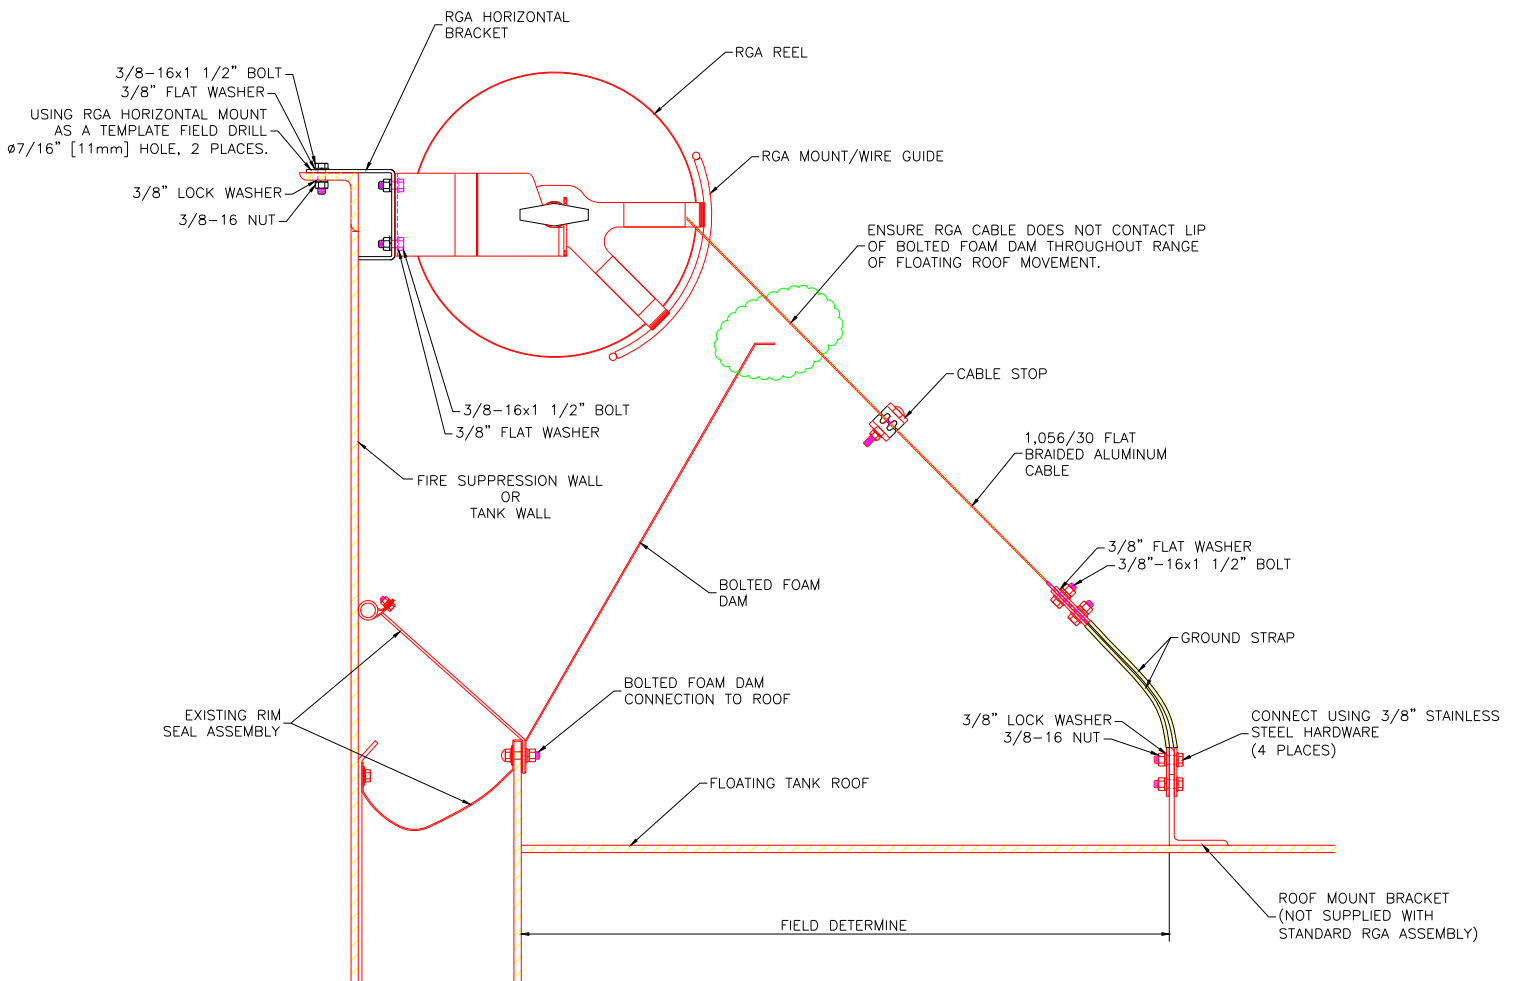 RGA HORIZONTAL
BRACKET
RGA REEL
3/8-16x1 1/2" BOLT
3/8" FLAT WASHER
USING RGA HORIZONTAL MOUNT
AS A TEMPLATE FIELD DRILL
ø7/16" [11mm] HOLE, 2 PLACES.
3/8" LOCK WASHER
3/8-16 NUT
RGA MOUNT/WIRE GUIDE
ENSURE RGA CABLE DOES NOT CONTACT LIP
OF BOLTED FOAM DAM THROUGHOUT RANGE
OF FLOATING ROOF MOVEMENT.
CABLE STOP
3/8-16x1 1/2" BOLT
3/8" FLAT WASHER
1,056/30 FLAT
BRAIDED ALUMINUM
CABLE
FIRE SUPPRESSION WALL
OR
TANK WALL
3/8" FLAT WASHER
3/8"-16x1 1/2" BOLT
BOLTED FOAM
DAM
GROUND STRAP
BOLTED FOAM DAM
CONNECTION TO ROOF
EXISTING RIM
SEAL ASSEMBLY
3/8" LOCK WASHER
3/8-16 NUT
CONNECT USING 3/8" STAINLESS
STEEL HARDWARE
(4 PLACES)
FLOATING TANK ROOF
ROOF MOUNT BRACKET
(NOT SUPPLIED WITH
STANDARD RGA ASSEMBLY)
FIELD DETERMINE